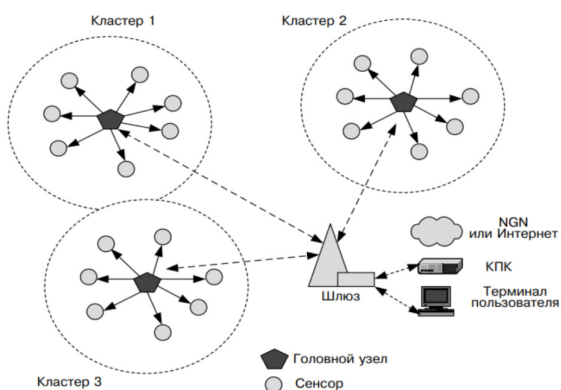 Кластер 1
Кластер 2
NGN
или Интернет
КПК
Шлюз
Терминал
пользователя
Головной узел
Кластер 3
Сенсор